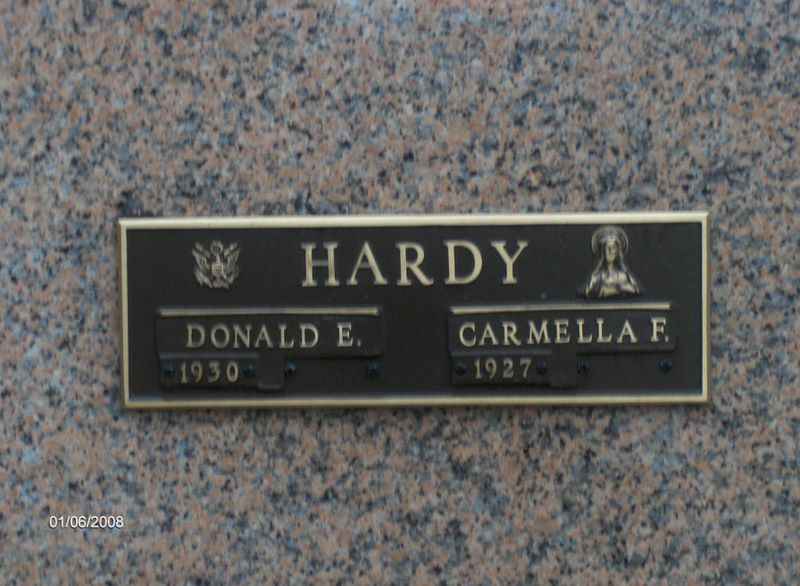 HARDY
DONALD E.
1930
CARMELLA F.
1927
01/06/2008